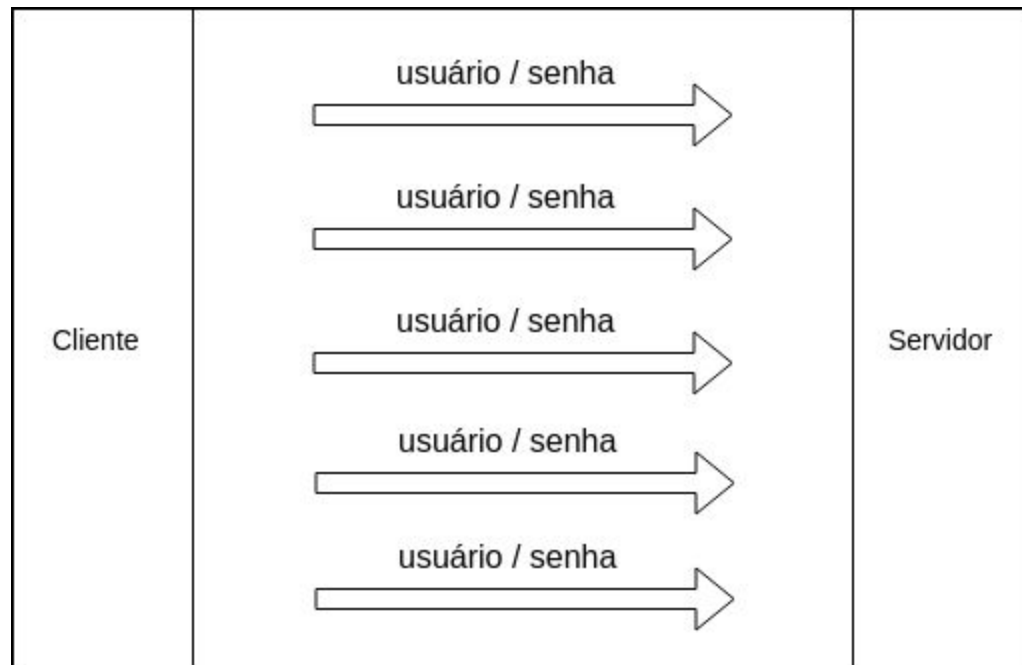 usuário / senha
usuário / senha
Cliente
usuário / senha
Servidor
usuário / senha
usuário / senha